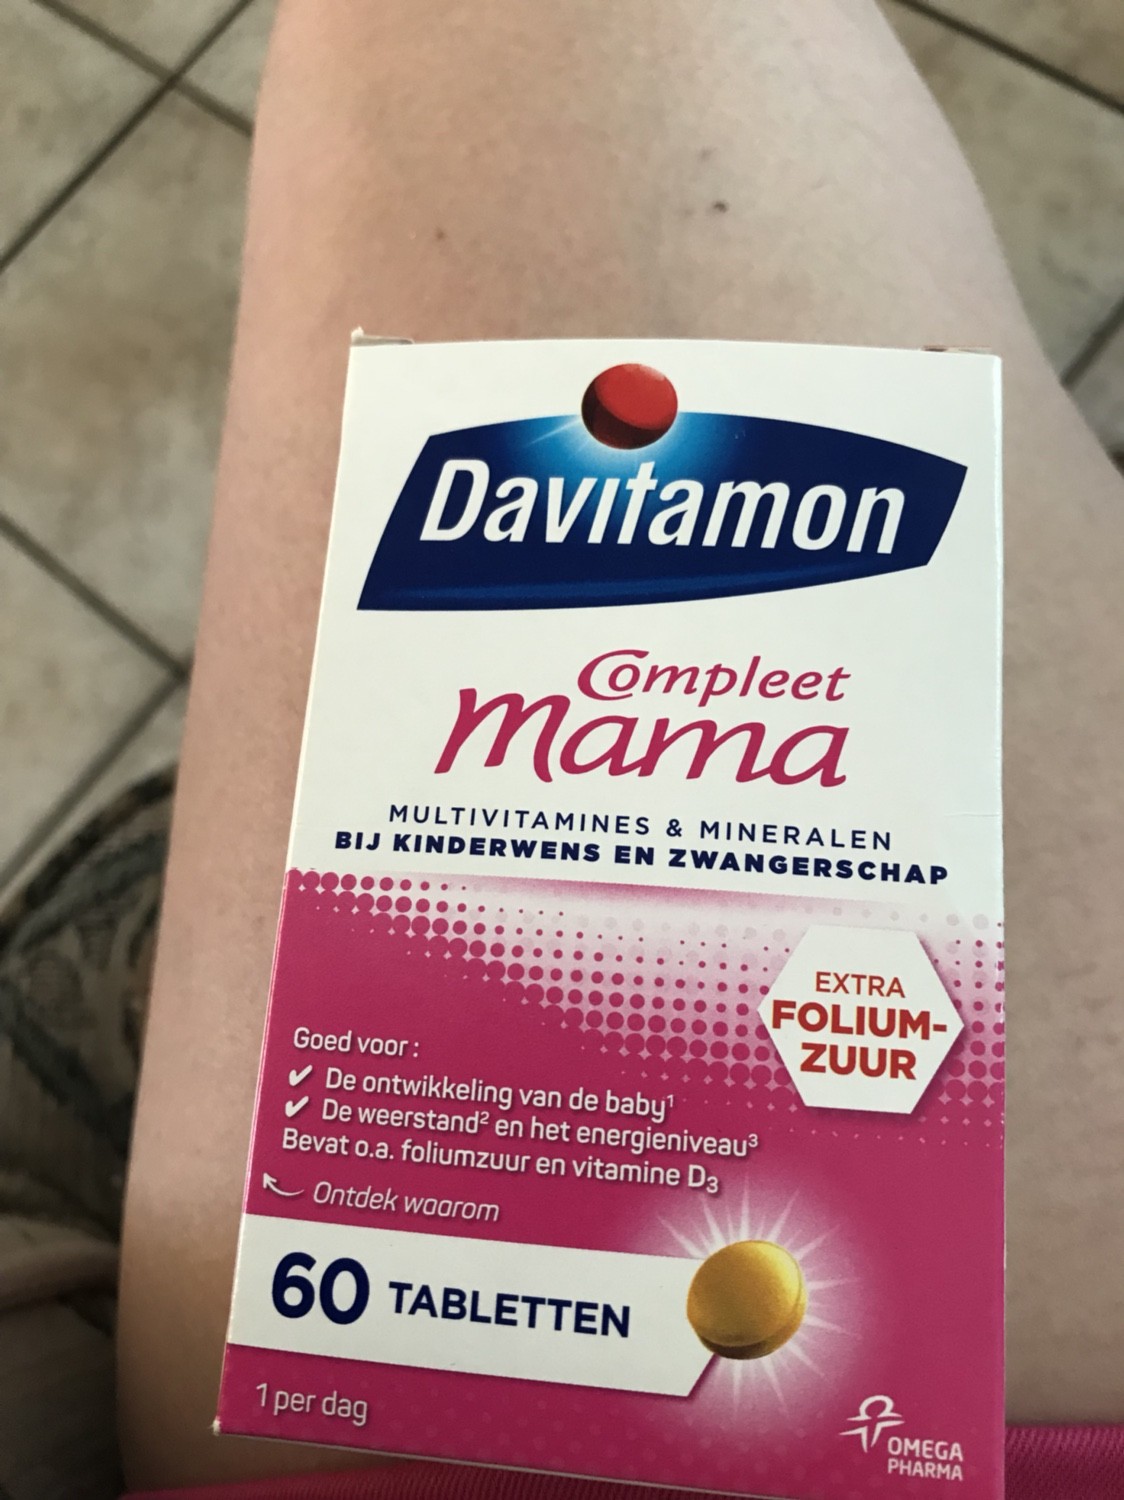 Davitamon
Compleet
mama
MULTIVITAMINES & MINERALEN
BIJ KINDERWENS EN ZWANGERSCHAP
EXTRA
FOLIUM-
ZUUR
Goed voor :
✔ De ontwikkeling van de baby¹
✔ De weerstand² en het energieniveau³
Bevat o.a. foliumzuur en vitamine D₃
Ontdek waarom
60 TABLETTEN
1 per dag
OMEGA
PHARMA